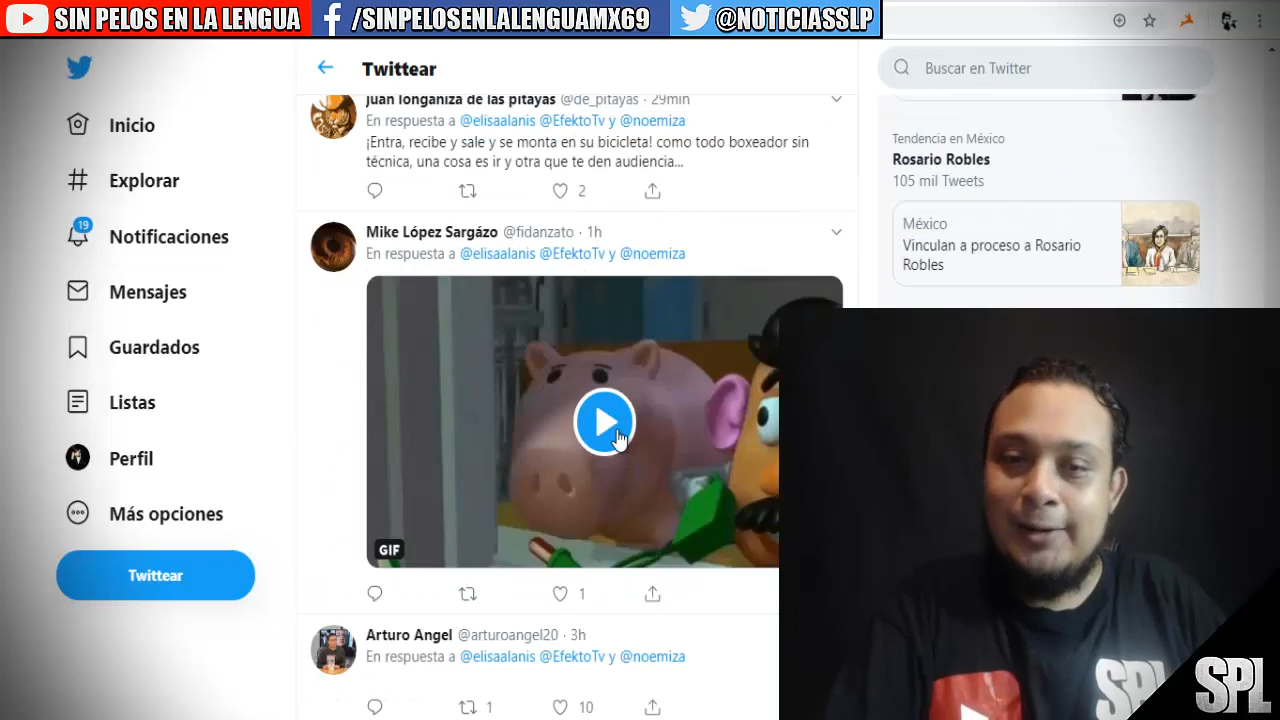 SIN PELOS EN LA LENGUA
/SINPELOSENLALENGUAMX69
@NOTICIASSLP
Twittear
Buscar en Twitter
Inicio
Explorar
19
Notificaciones
Mensajes
Guardados
Listas
Perfil
Más opciones
Twittear
juan longaniza de las pitayas @de_pitayas · 29min
En respuesta a @elisaalanis @EfektoTv y @noemiza
¡Entra, recibe y sale y se monta en su bicicleta! como todo boxeador sin
técnica, una cosa es ir y otra que te den audiencia...
2
Mike López Sargázo @fidanzato · 1h
En respuesta a @elisaalanis @EfektoTv y @noemiza
GIF
1
Arturo Angel @arturoangel20 · 3h
En respuesta a @elisaalanis @EfektoTv y @noemiza
1
10
Tendencia en México
Rosario Robles
105 mil Tweets
México
Vinculan a proceso a Rosario
Robles
SPL
SPL